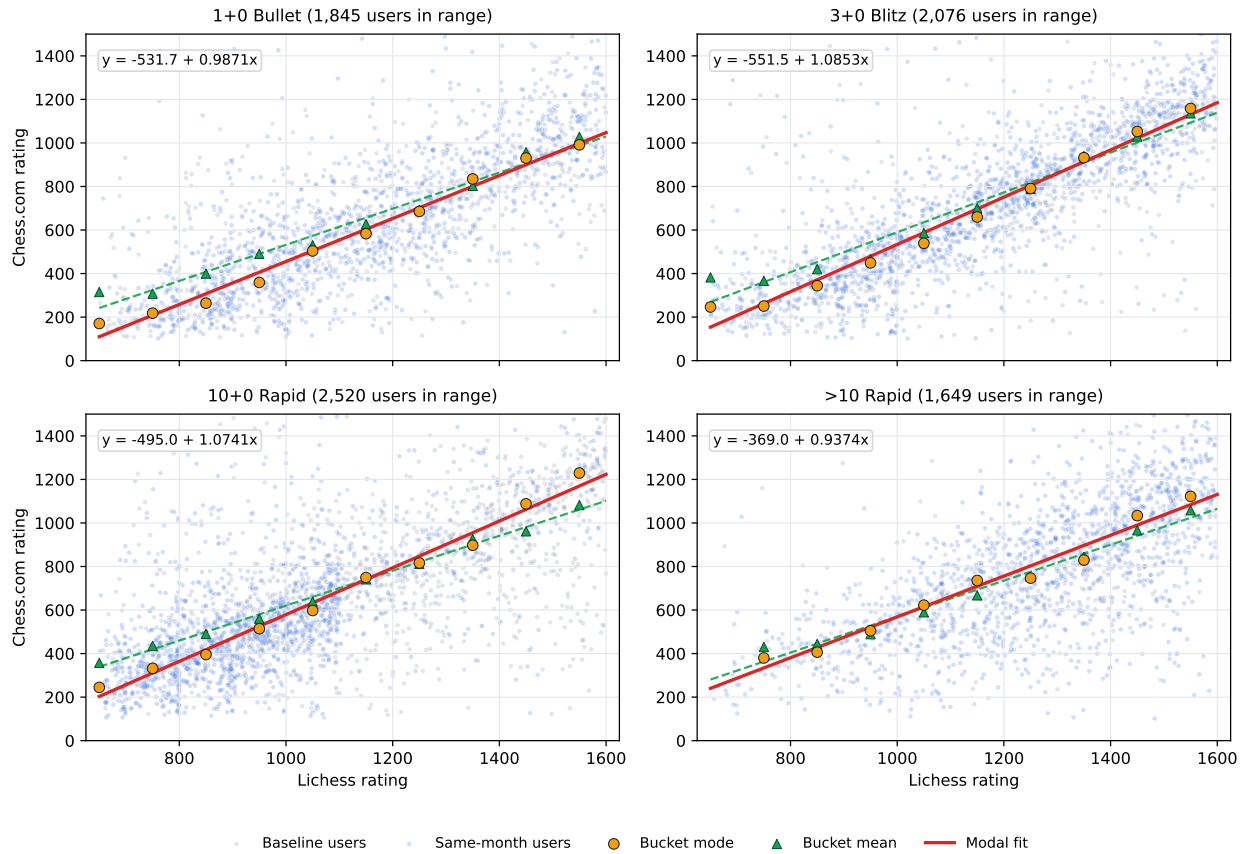 1+0 Bullet (1,845 users in range)
3+0 Blitz (2,076 users in range)
y = -531.7 + 0.9871x
y = -551.5 + 1.0853x
Chess.com rating
1400
1200
1000
800
600
400
200
0
1400
1200
1000
800
600
400
200
0
10+0 Rapid (2,520 users in range)
>10 Rapid (1,649 users in range)
y = -495.0 + 1.0741x
y = -369.0 + 0.9374x
Chess.com rating
1400
1200
1000
800
600
400
200
0
1400
1200
1000
800
600
400
200
0
800 1000 1200 1400 1600
800 1000 1200 1400 1600
Lichess rating
Lichess rating
Baseline users Same-month users Bucket mode Bucket mean Modal fit